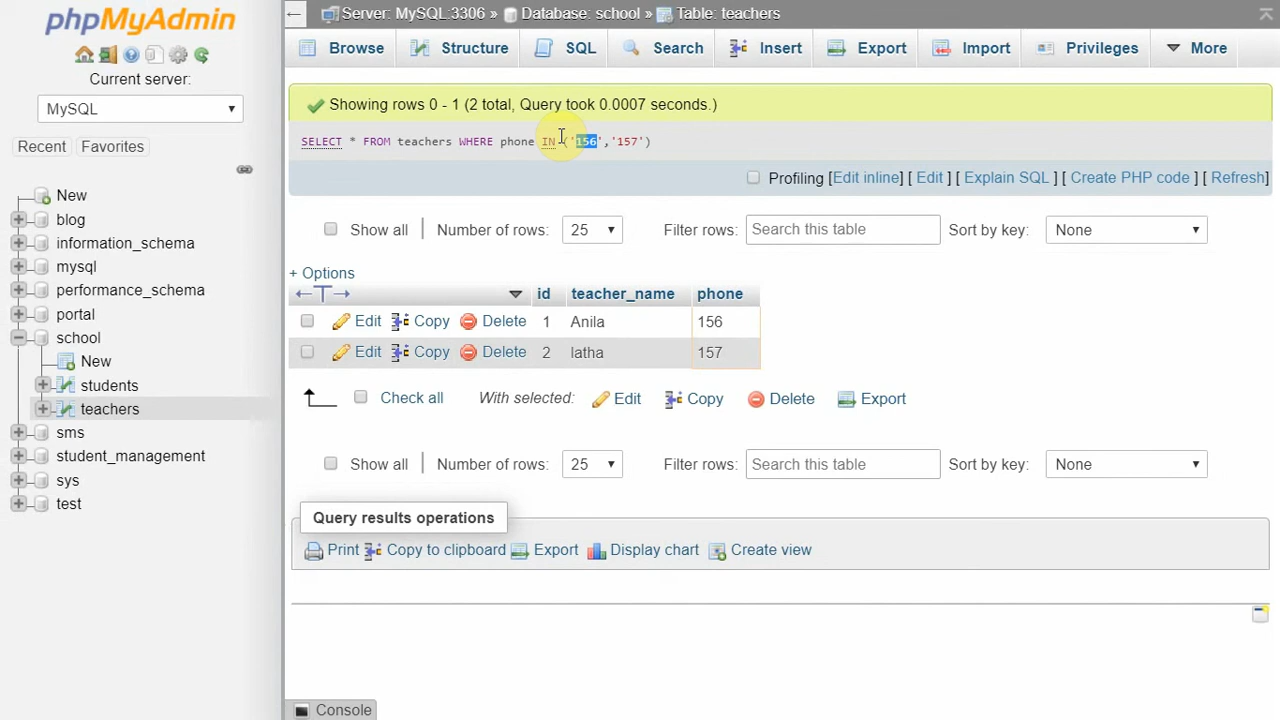 phpMyAdmin
Current server:
MySQL
Recent Favorites
New
blog
information_schema
mysql
performance_schema
portal
school
New
students
teachers
sms
student_management
sys
test
Server: MySQL:3306 » Database: school » Table: teachers
Browse Structure SQL Search Insert Export Import Privileges More
Showing rows 0 - 1 (2 total, Query took 0.0007 seconds.)
SELECT * FROM teachers WHERE phone IN ('156','157')
Profiling [Edit inline] [ Edit ] [ Explain SQL ] [ Create PHP code ] [ Refresh]
Show all | Number of rows: 25 Filter rows: Search this table Sort by key: None
+ Options
id teacher_name phone
Edit Copy Delete 1 Anila 156
Edit Copy Delete 2 latha 157
Check all With selected: Edit Copy Delete Export
Show all | Number of rows: 25 Filter rows: Search this table Sort by key: None
Query results operations
Print Copy to clipboard Export Display chart Create view
Console